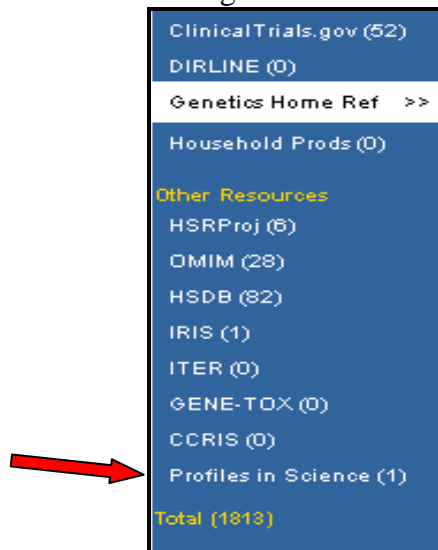 ClinicalTrials.gov (52)
DIRLINE (0)
Genetics Home Ref >>
Household Prods (0)
Other Resources
HSRProj (6)
OMIM (28)
HSDB (82)
IRIS (1)
ITER (0)
GENE-TOX (0)
CCRIS (0)
Profiles in Science (1)
Total (1813)